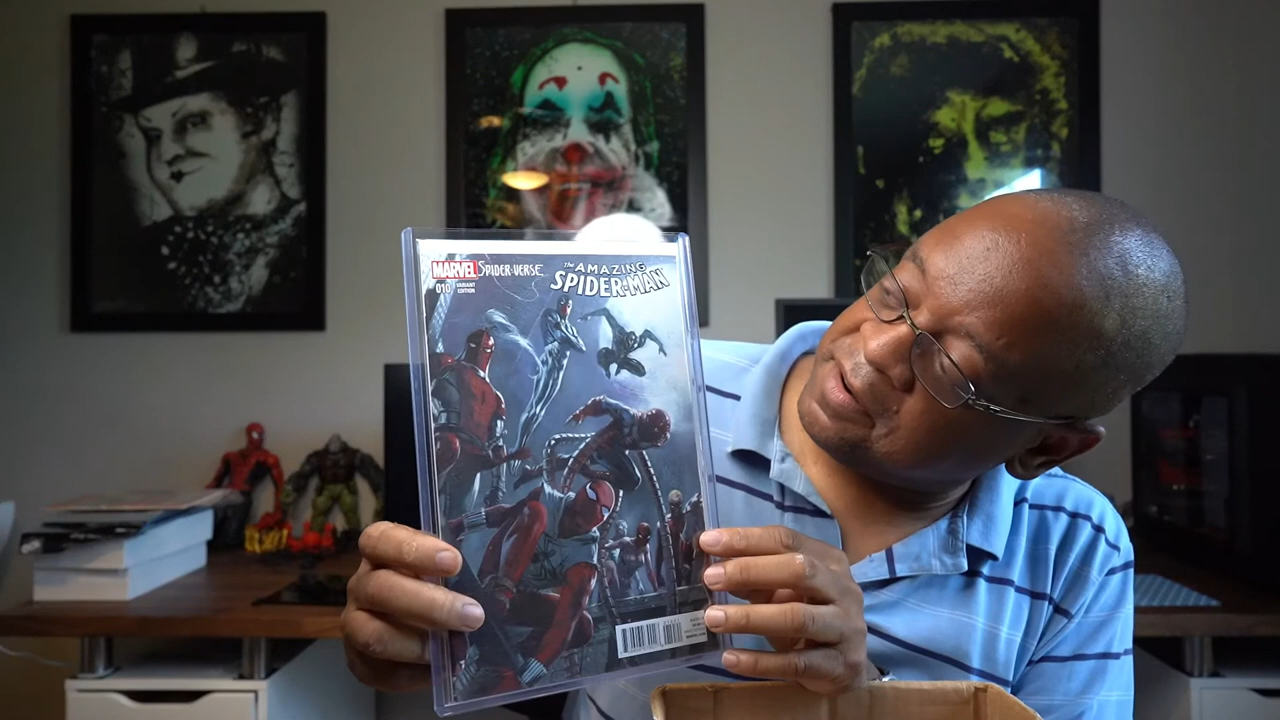 MARVEL SPIDER-VERSE
the AMAZING
SPIDER-MAN
010 VARIANT
EDITION